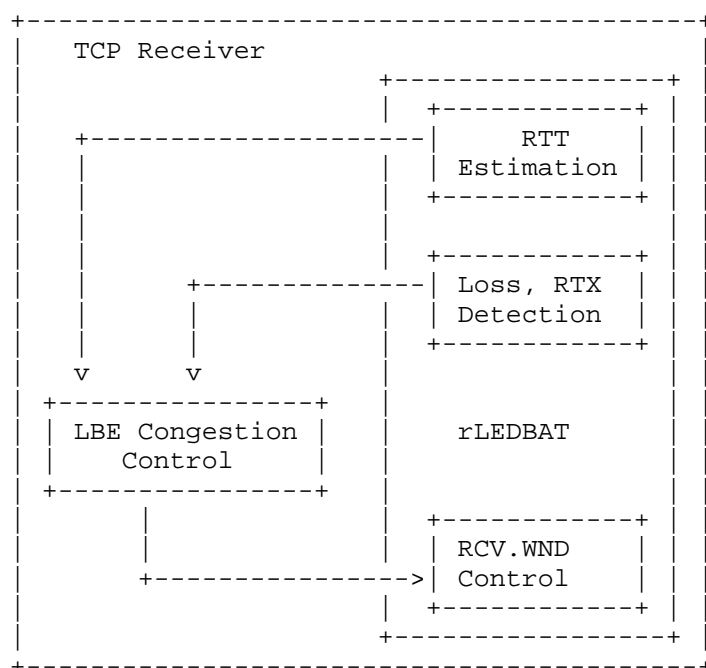 TCP Receiver
RTT
Estimation
Loss, RTX
Detection
v v
LBE Congestion
Control
rLEDBAT
RCV.WND
Control